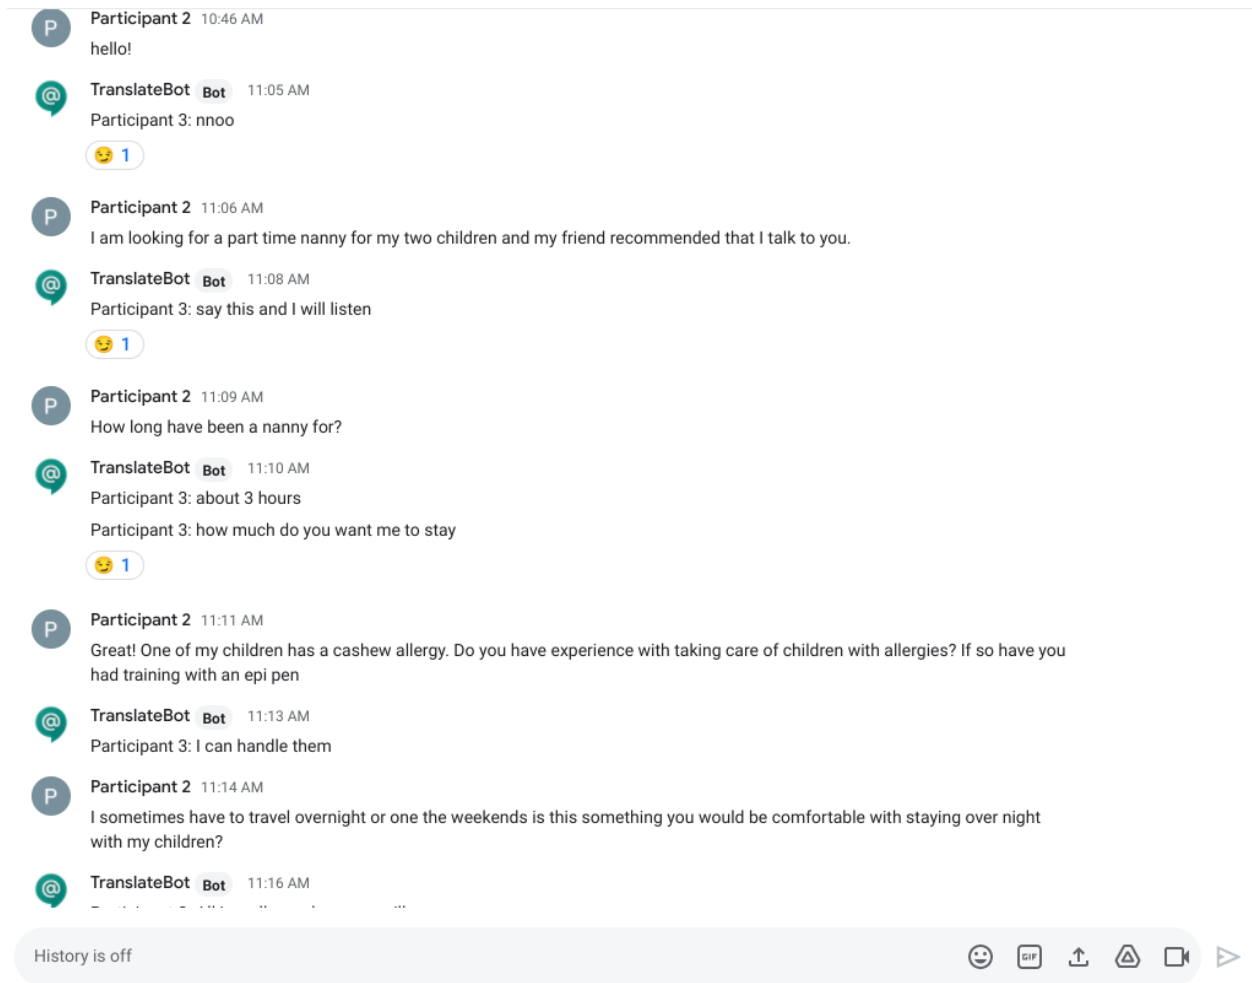 P
Participant 2 10:46 AM
hello!
@
TranslateBot Bot 11:05 AM
Participant 3: nnoo
1
P
Participant 2 11:06 AM
I am looking for a part time nanny for my two children and my friend recommended that I talk to you.
@
TranslateBot Bot 11:08 AM
Participant 3: say this and I will listen
1
P
Participant 2 11:09 AM
How long have been a nanny for?
@
TranslateBot Bot 11:10 AM
Participant 3: about 3 hours
Participant 3: how much do you want me to stay
1
P
Participant 2 11:11 AM
Great! One of my children has a cashew allergy. Do you have experience with taking care of children with allergies? If so have you
had training with an epi pen
@
TranslateBot Bot 11:13 AM
Participant 3: I can handle them
P
Participant 2 11:14 AM
I sometimes have to travel overnight or one the weekends is this something you would be comfortable with staying over night
with my children?
@
TranslateBot Bot 11:16 AM
History is off
GIF